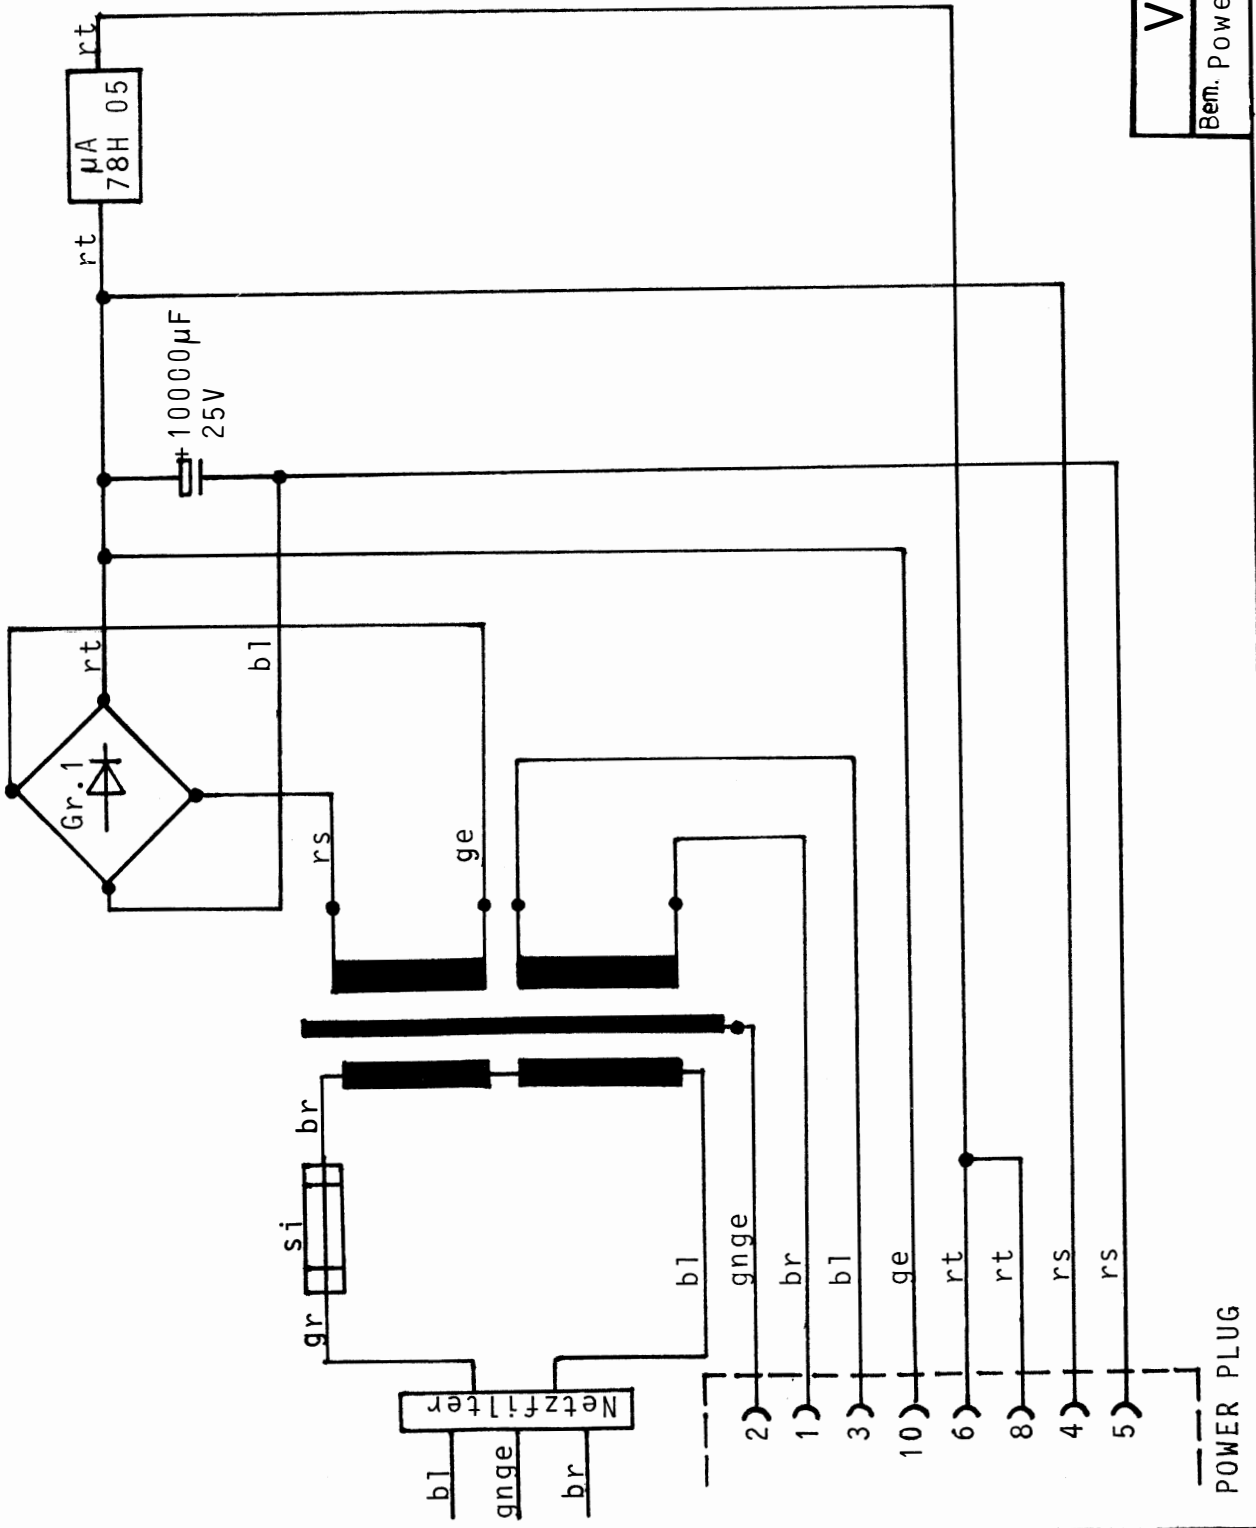 rt
µA
78H 05
rt
+10000µF
25V
rt
Gr.1
bl
rs
ge
br
si
gr
bl
Netzfilter
bl
gnge
br
gnge
br
bl
ge
rt
rt
rs
rs
2
1
3
10
6
8
4
5
POWER PLUG
V
Bem. Powe